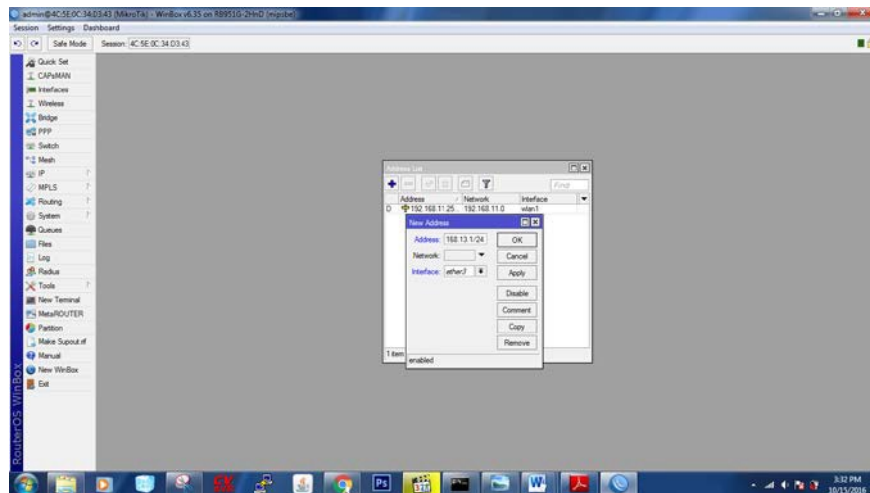 admin@4C:5E:0C:34:D3:43 (MikroTik) - WinBox v6.35 on RB951G-2HnD (mipsbe)
Session Settings Dashboard
Safe Mode Session: 4C:5E:0C:34:D3:43
Quick Set
CAPsMAN
Interfaces
Wireless
Bridge
PPP
Switch
Mesh
IP
MPLS
Routing
System
Queues
Files
Log
Radius
Tools
New Terminal
MetaROUTER
Partition
Make Supout.rif
Manual
New WinBox
Exit
RouterOS WinBox
Address List
Find
Address Network Interface
D 192.168.11.25 192.168.11.0 wlan1
New Address
Address: 168.13.1/24
Network:
Interface:
OK
Cancel
Apply
Disable
Comment
Copy
Remove
enabled
1 item
Ps
W
3:32 PM
10/15/2016